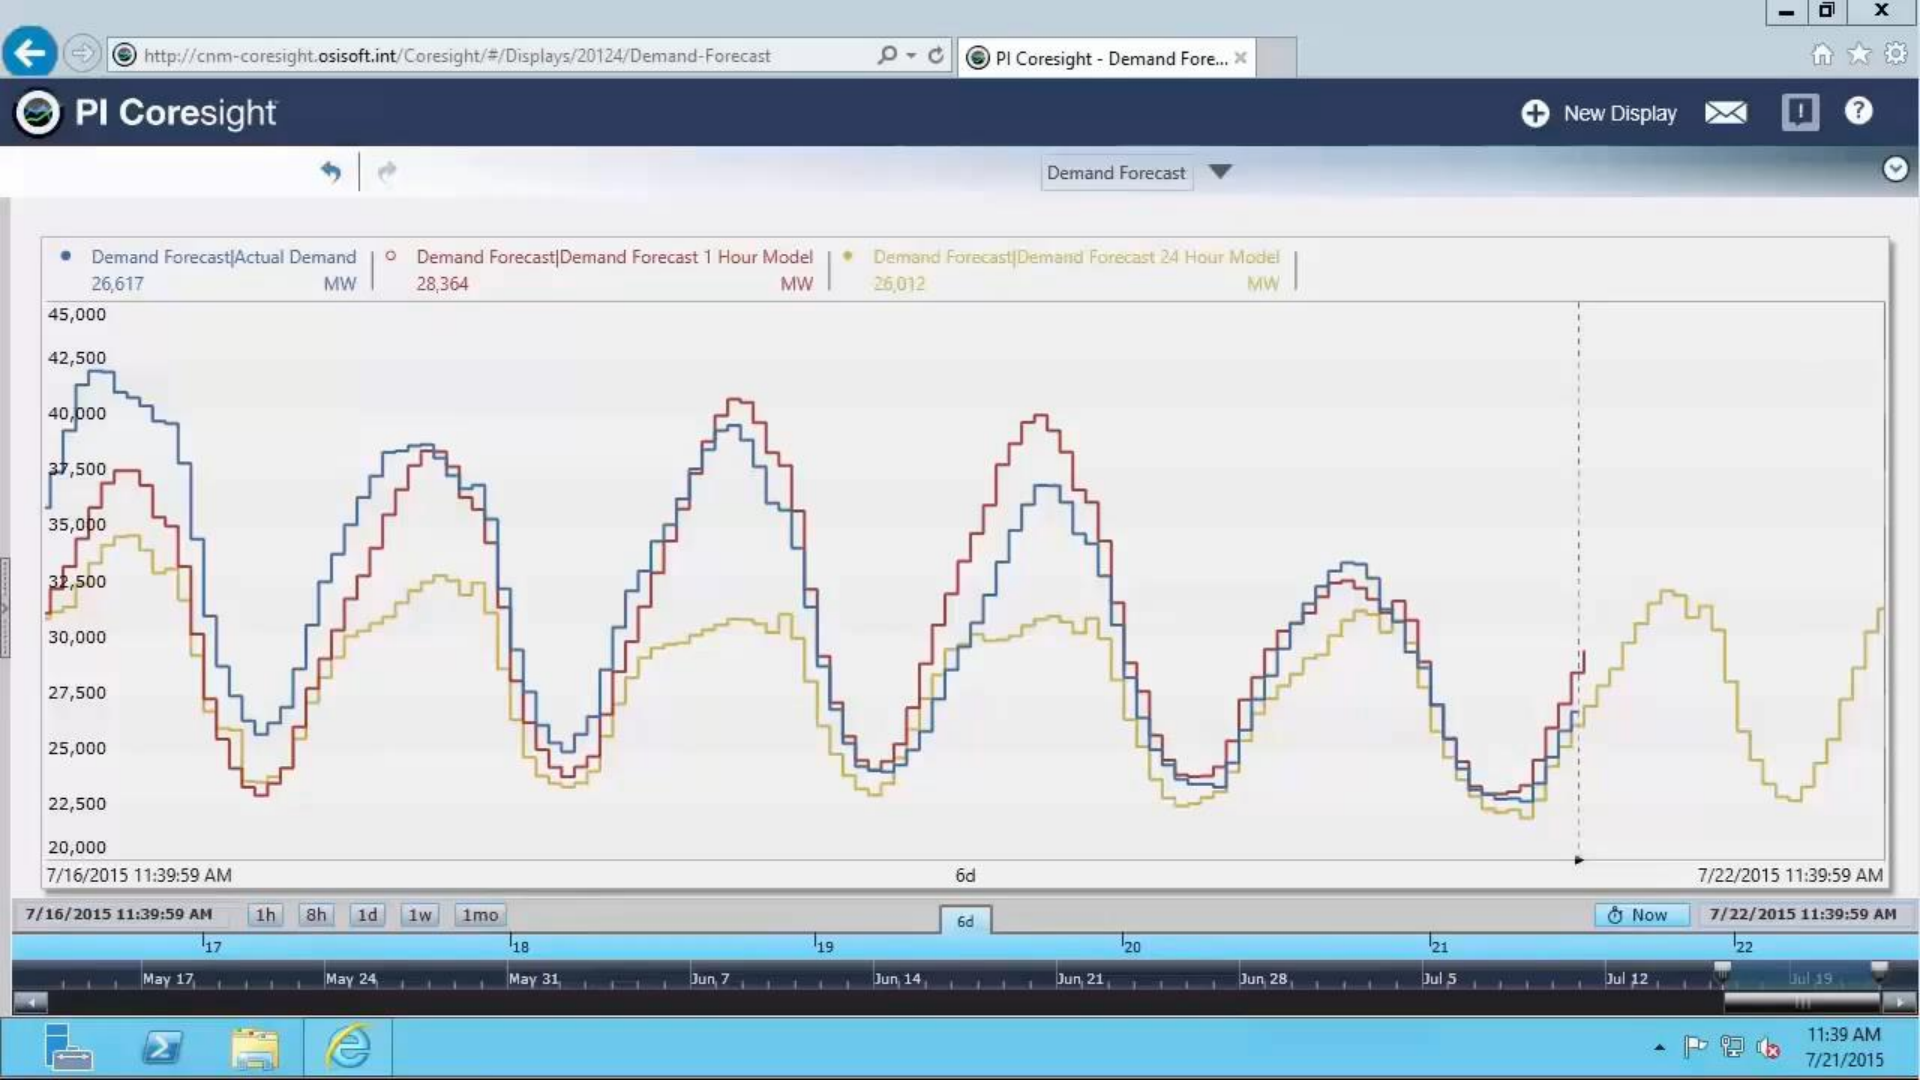 http://cnm-coresight.osisoft.int/Coresight/#/Displays/20124/Demand-Forecast
PI Coresight - Demand Fore...
PI Coresight
New Display
Demand Forecast
Demand Forecast|Actual Demand
26,617 MW
Demand Forecast|Demand Forecast 1 Hour Model
28,364 MW
Demand Forecast|Demand Forecast 24 Hour Model
26,012 MW
45,000
42,500
40,000
37,500
35,000
32,500
30,000
27,500
25,000
22,500
20,000
7/16/2015 11:39:59 AM 6d 7/22/2015 11:39:59 AM
7/16/2015 11:39:59 AM 1h 8h 1d 1w 1mo 6d Now 7/22/2015 11:39:59 AM
17 18 19 20 21 22
May 17 May 24 May 31 Jun 7 Jun 14 Jun 21 Jun 28 Jul 5 Jul 12 Jul 19
11:39 AM
7/21/2015